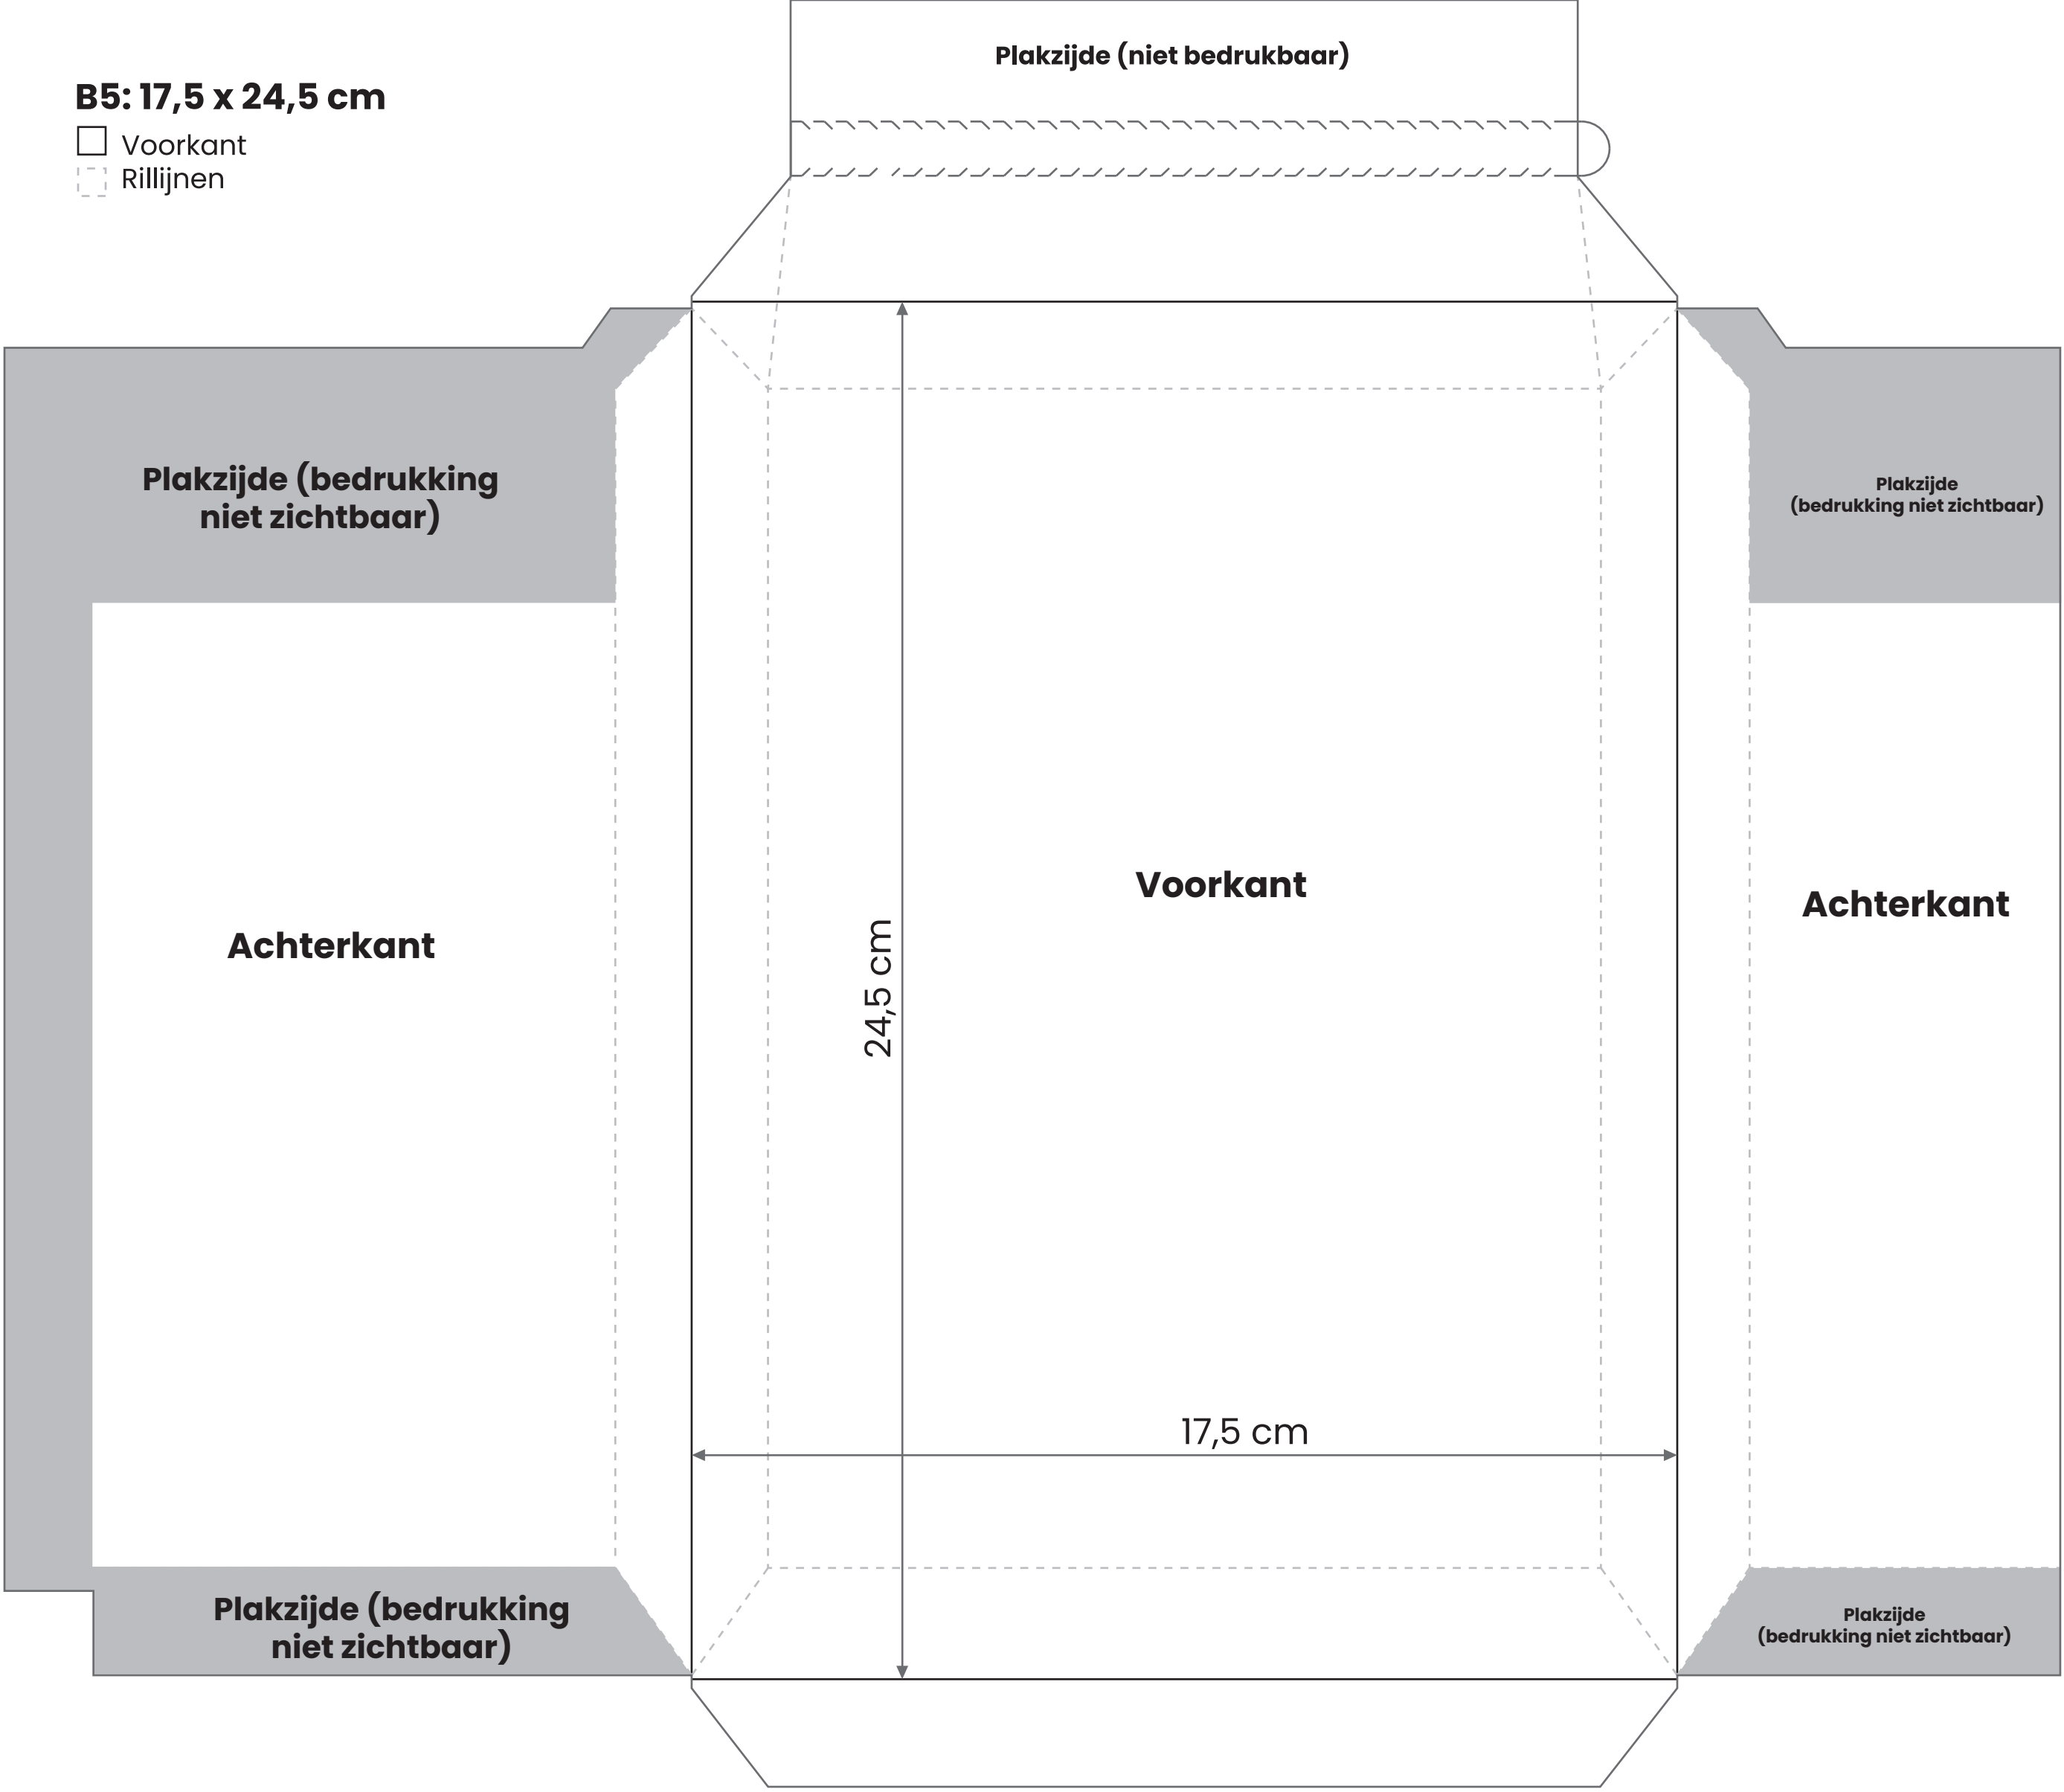 Plakzijde (niet bedrukbaar)
B5: 17,5 x 24,5 cm
Voorkant
Rillijnen
Plakzijde (bedrukking
niet zichtbaar)
Plakzijde
(bedrukking niet zichtbaar)
Voorkant
Achterkant
Achterkant
24,5 cm
17,5 cm
Plakzijde (bedrukking
niet zichtbaar)
Plakzijde
(bedrukking niet zichtbaar)